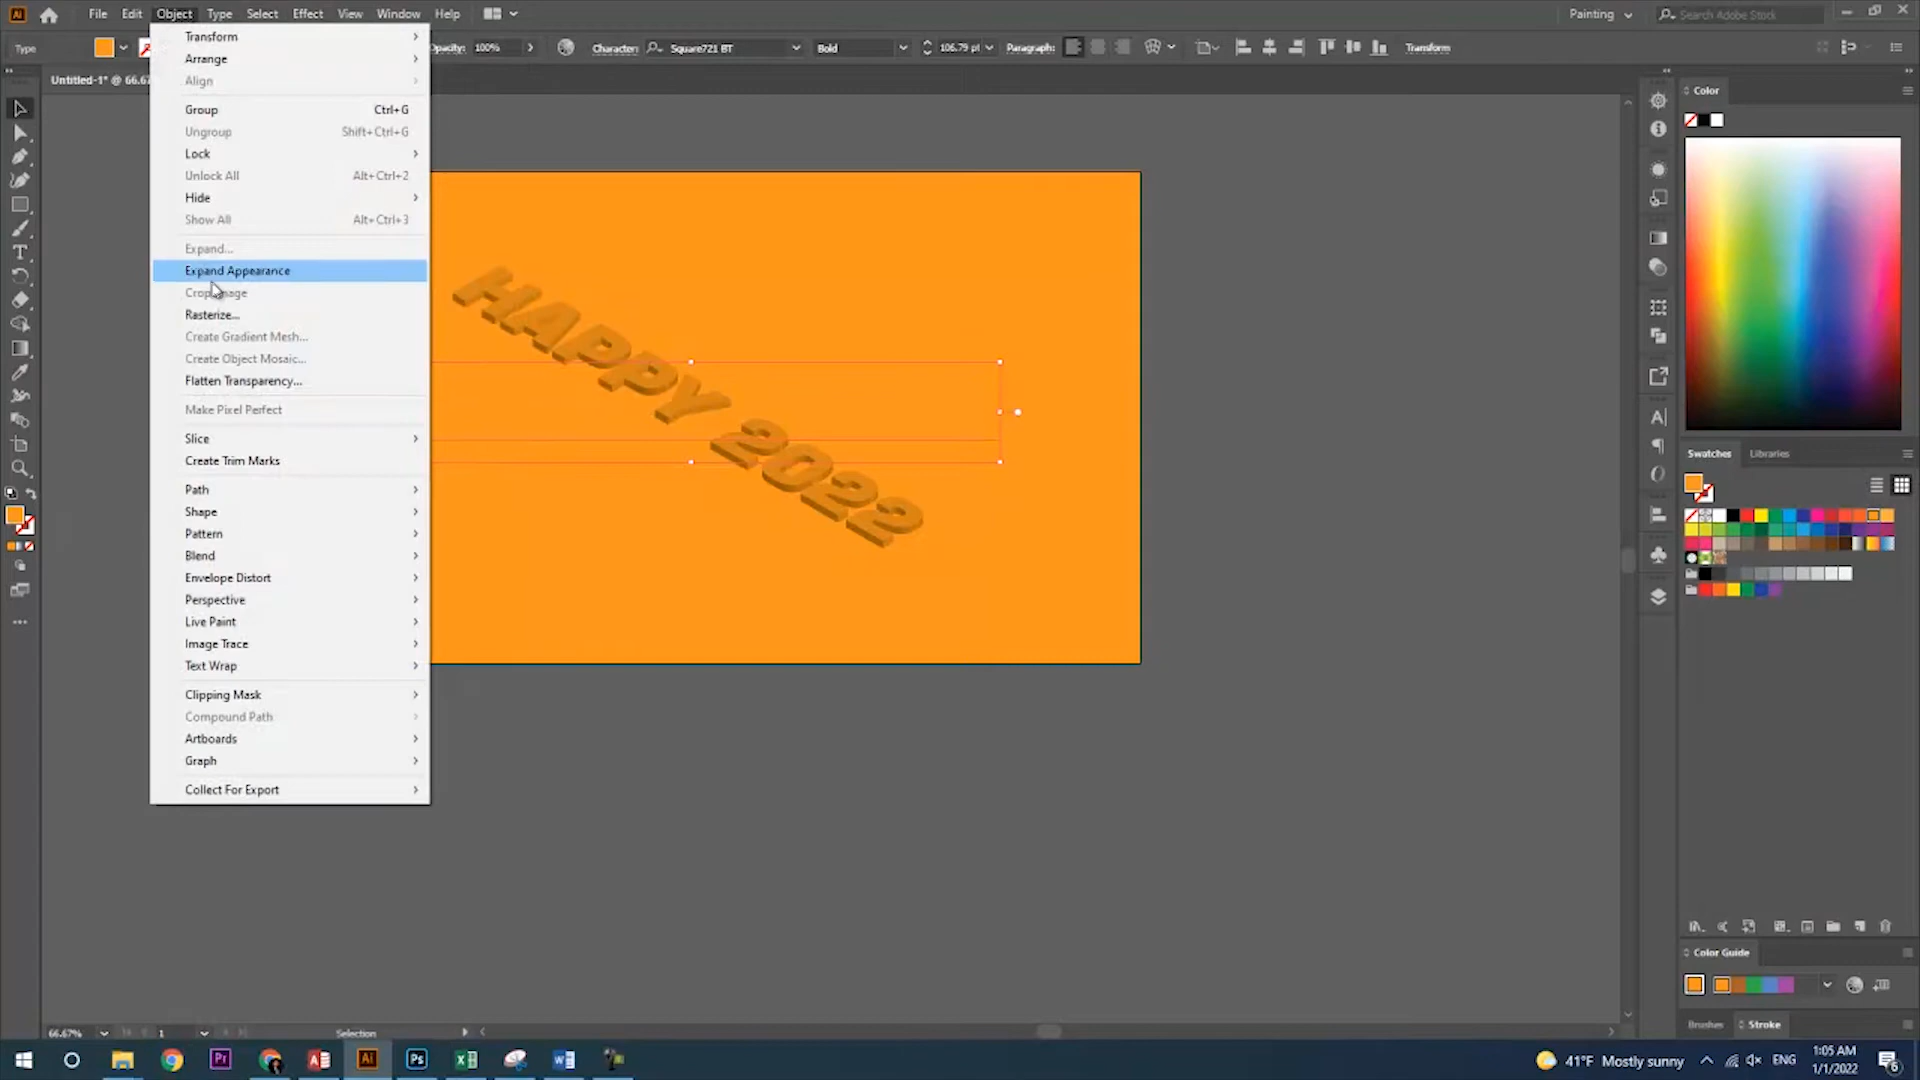 Ai File Edit Object Type Select Effect View Window Help Painting Search Adobe Stock
Type Opacity: 100% Character: Square721 BT Bold 106.79 pt Paragraph: Transform
Untitled-1* @ 66.67
Transform
Arrange
Align
Group Ctrl+G
Ungroup Shift+Ctrl+G
Lock
Unlock All Alt+Ctrl+2
Hide
Show All Alt+Ctrl+3
Expand...
Expand Appearance
Crop Image
Rasterize...
Create Gradient Mesh...
Create Object Mosaic...
Flatten Transparency...
Make Pixel Perfect
Slice
Create Trim Marks
Path
Shape
Pattern
Blend
Envelope Distort
Perspective
Live Paint
Image Trace
Text Wrap
Clipping Mask
Compound Path
Artboards
Graph
Collect For Export
HAPPY 2022
Color
Swatches Libraries
Color Guide
Brushes Stroke
66.67% 1 Selection
Pr Ai Ps 41°F Mostly sunny ENG 1:05 AM
1/1/2022 6